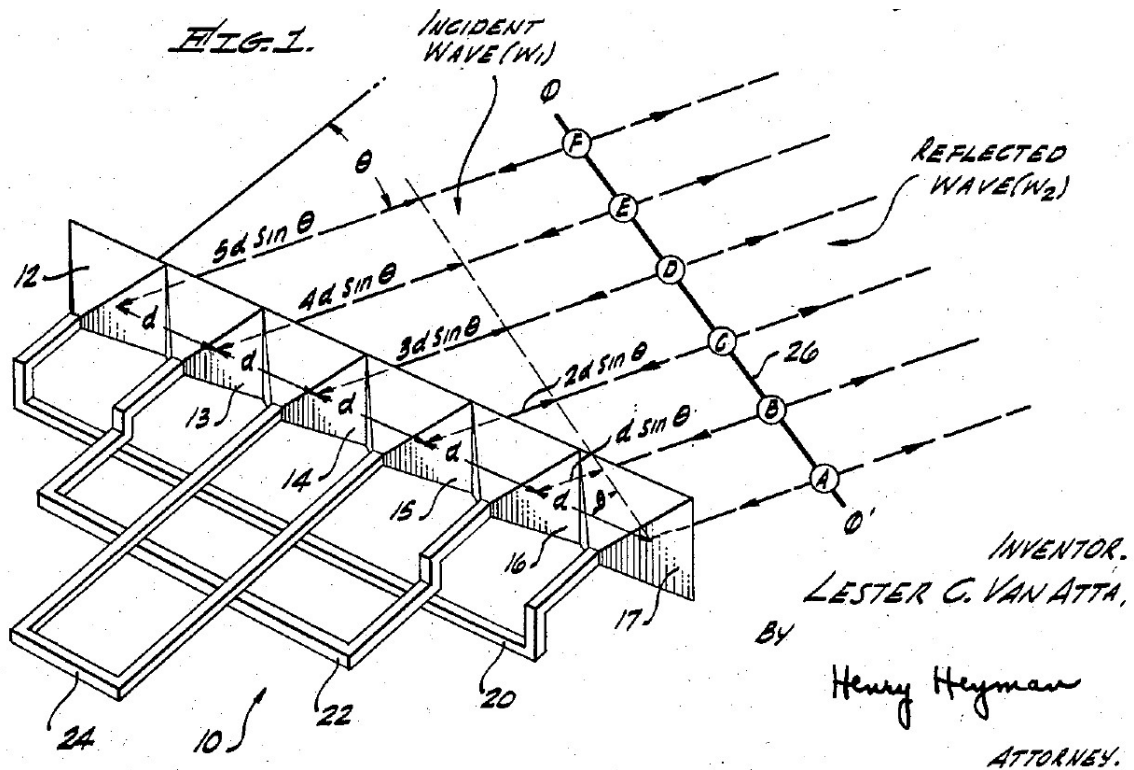 FIG. 1.
INCIDENT
WAVE (W1)
O
F
E
D
C
B
A
O'
REFLECTED
WAVE (W2)
θ
5d sin θ
4d sin θ
3d sin θ
2d sin θ
d sin θ
26
12
d
d
d
d
d
θ
13
14
15
16
17
20
22
24
10
INVENTOR.
LESTER C. VAN ATTA,
BY
Henry Heyman
ATTORNEY.